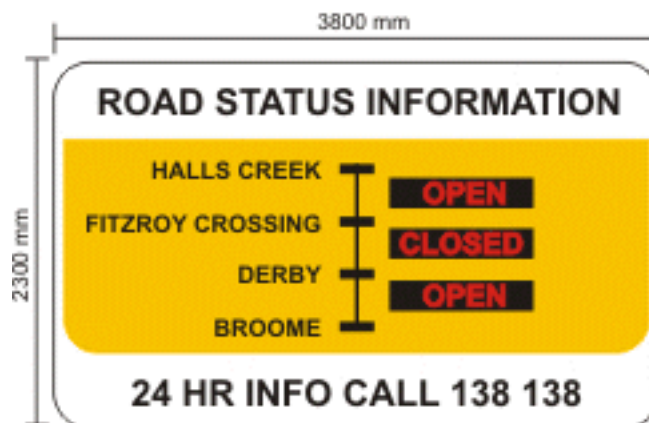 3800 mm
2300 mm
ROAD STATUS INFORMATION
HALLS CREEK
OPEN
FITZROY CROSSING
CLOSED
DERBY
OPEN
BROOME
24 HR INFO CALL 138 138